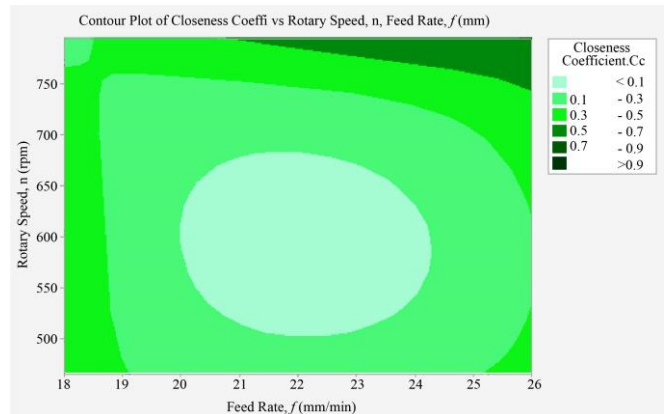 Contour Plot of Closeness Coeffi vs Rotary Speed, n, Feed Rate, f (mm)
Closeness
Coefficient.Cc
< 0.1
0.1 - 0.3
0.3 - 0.5
0.5 - 0.7
0.7 - 0.9
>0.9
Rotary Speed, n (rpm)
750
700
650
600
550
500
18 19 20 21 22 23 24 25 26
Feed Rate, f (mm/min)